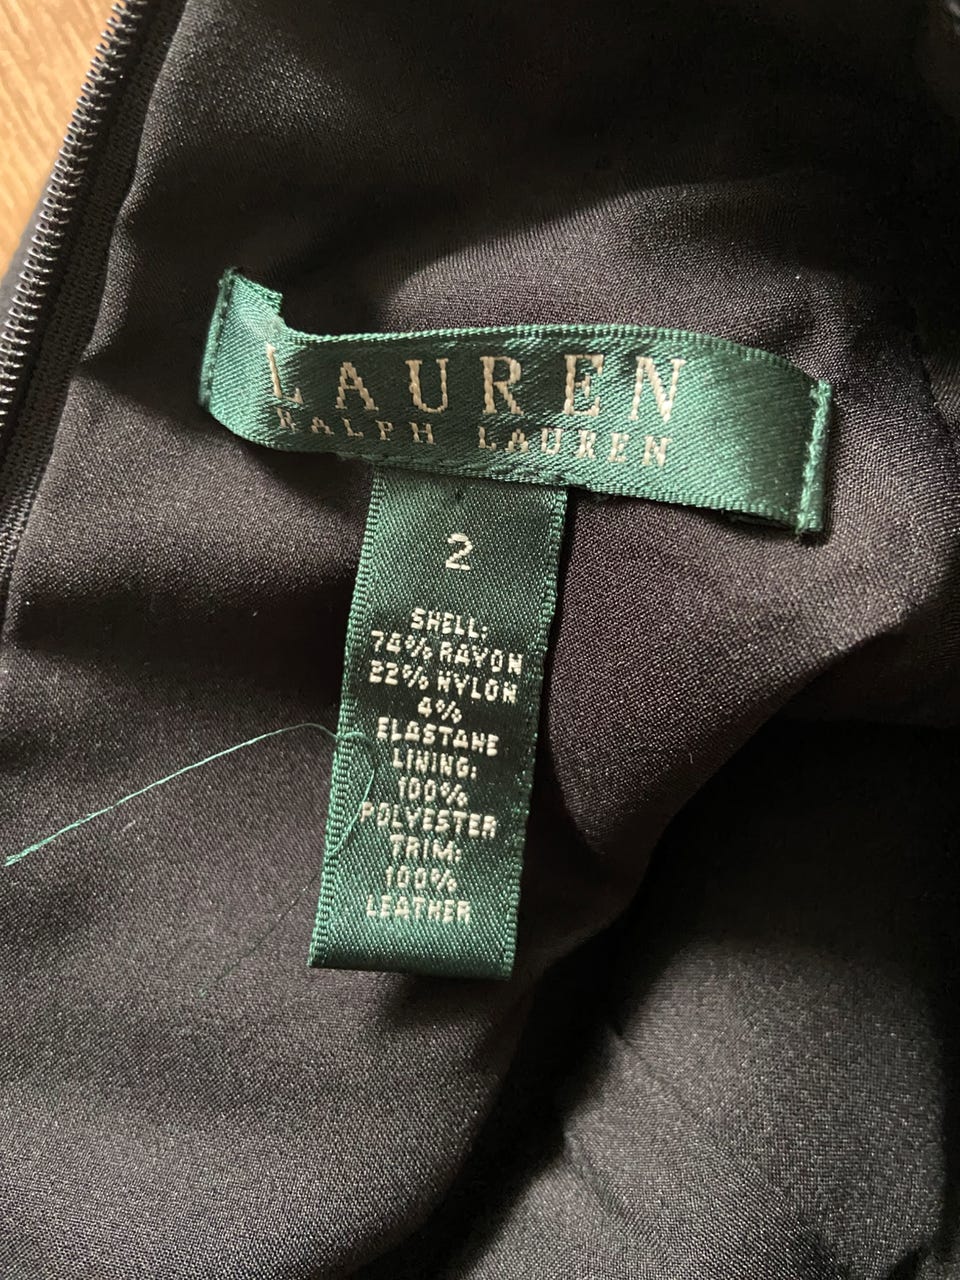 LAUREN
RALPH LAUREN
2
SHELL:
74% RAYON
22% NYLON
4%
ELASTANE
LINING:
100%
POLYESTER
TRIM:
100%
LEATHER